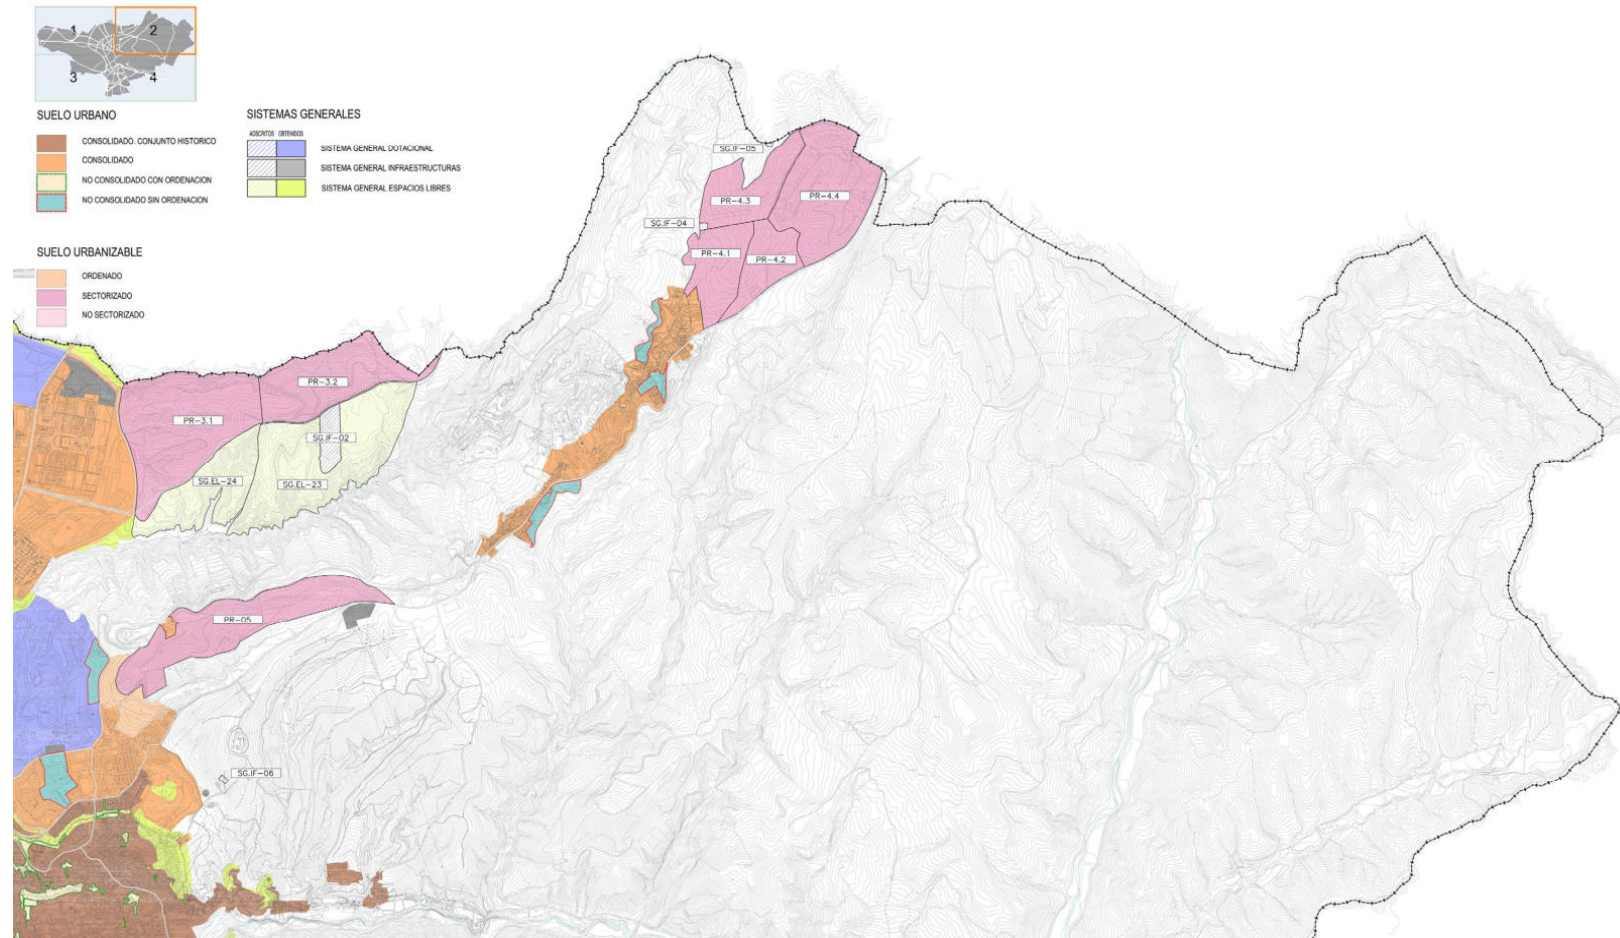 1
2
3
4
SUELO URBANO
CONSOLIDADO. CONJUNTO HISTORICO
CONSOLIDADO
NO CONSOLIDADO CON ORDENACION
NO CONSOLIDADO SIN ORDENACION
SISTEMAS GENERALES
ADSCRITOS OBTENIDOS
SISTEMA GENERAL DOTACIONAL
SISTEMA GENERAL INFRAESTRUCTURAS
SISTEMA GENERAL ESPACIOS LIBRES
SUELO URBANIZABLE
ORDENADO
SECTORIZADO
NO SECTORIZADO
SG.IF-05
PR-4.3
PR-4.4
SG.IF-04
PR-4.1
PR-4.2
PR-3.2
PR-3.1
SG.IF-02
SG.EL-24
SG.EL-23
PR-05
SG.IF-06